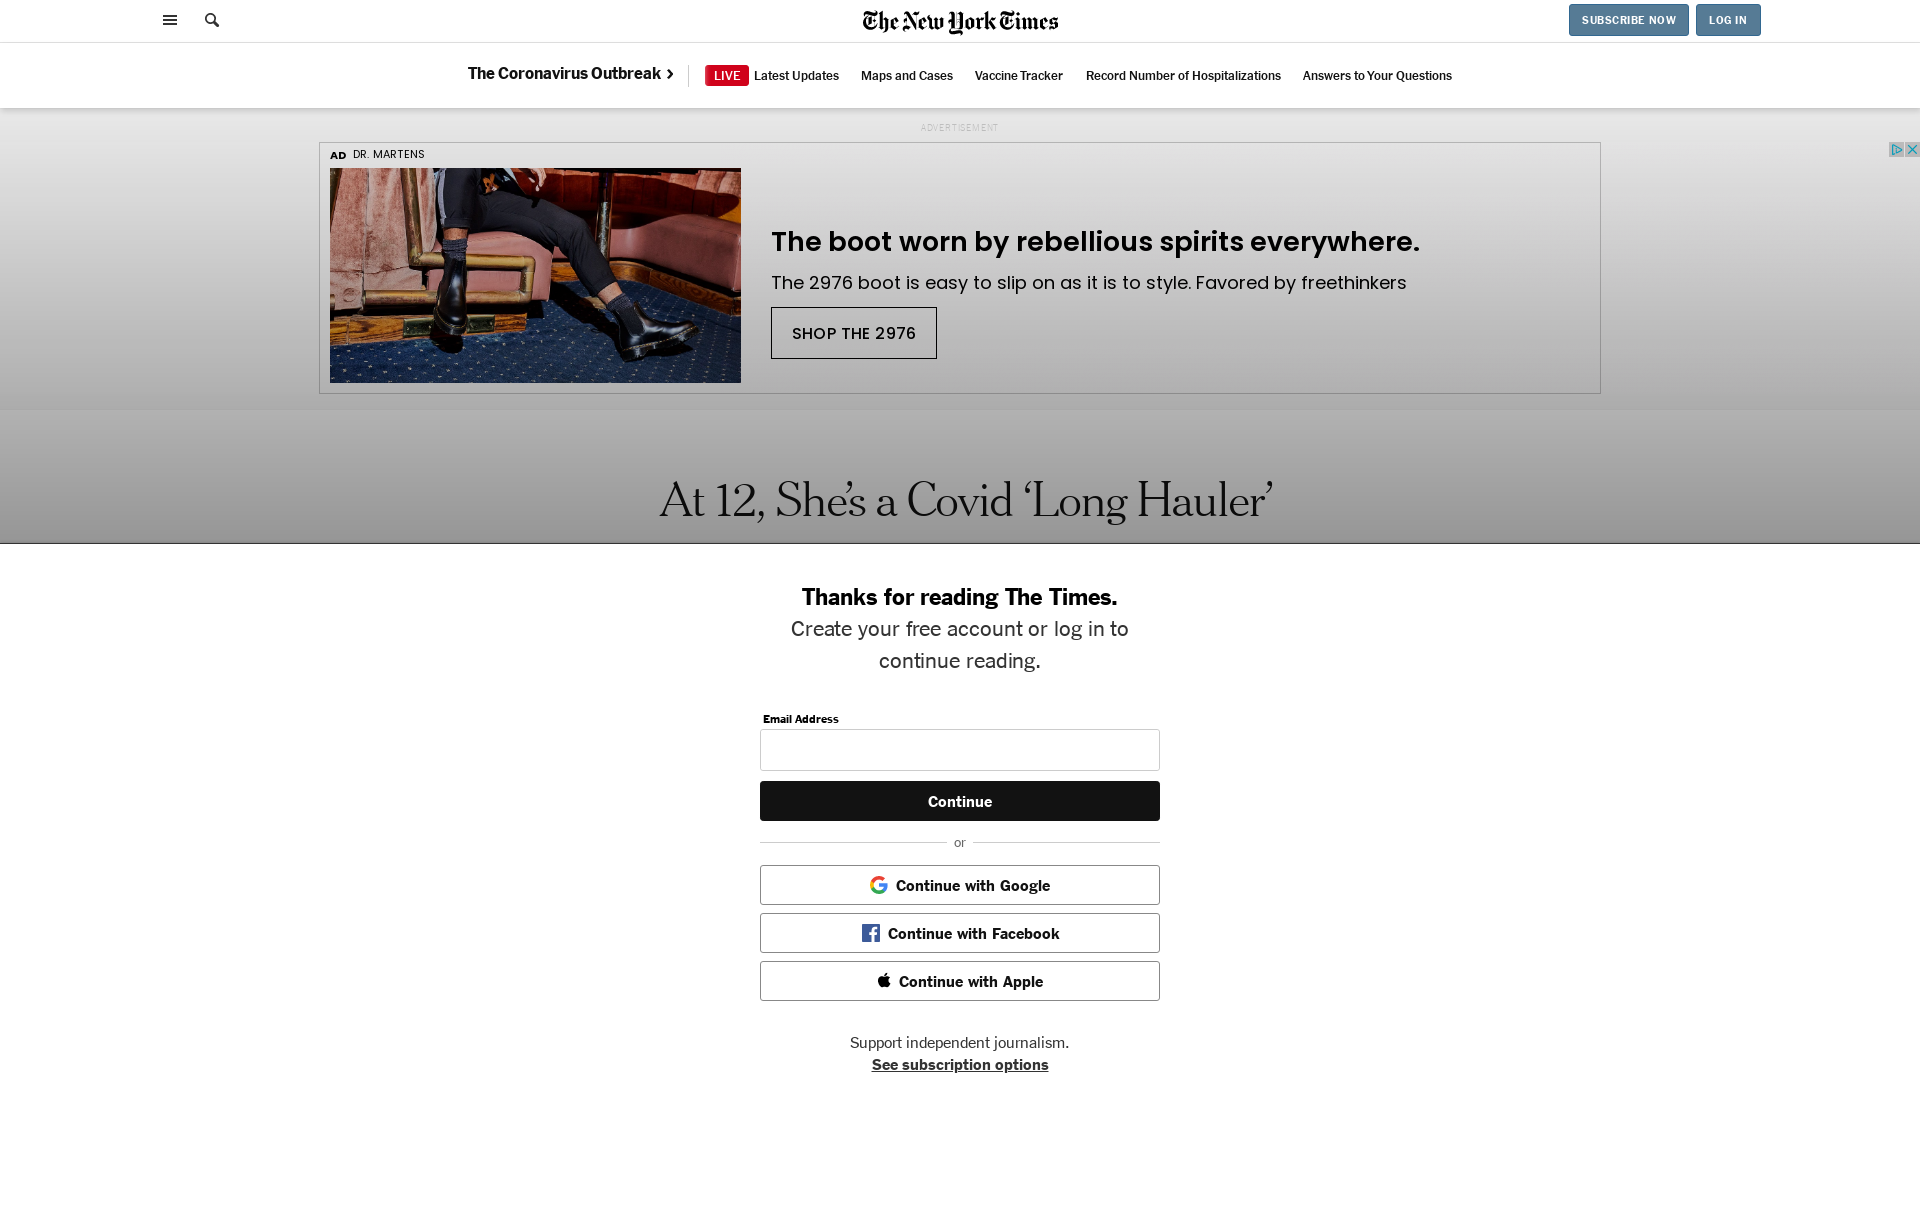 The New York Times
SUBSCRIBE NOW
LOG IN
The Coronavirus Outbreak
LIVE Latest Updates
Maps and Cases
Vaccine Tracker
Record Number of Hospitalizations
Answers to Your Questions
ADVERTISEMENT
AD DR. MARTENS
The boot worn by rebellious spirits everywhere.
The 2976 boot is easy to slip on as it is to style. Favored by freethinkers
SHOP THE 2976
At 12, She’s a Covid ‘Long Hauler’
Thanks for reading The Times.
Create your free account or log in to
continue reading.
Email Address
Continue
or
Continue with Google
Continue with Facebook
Continue with Apple
Support independent journalism.
See subscription options